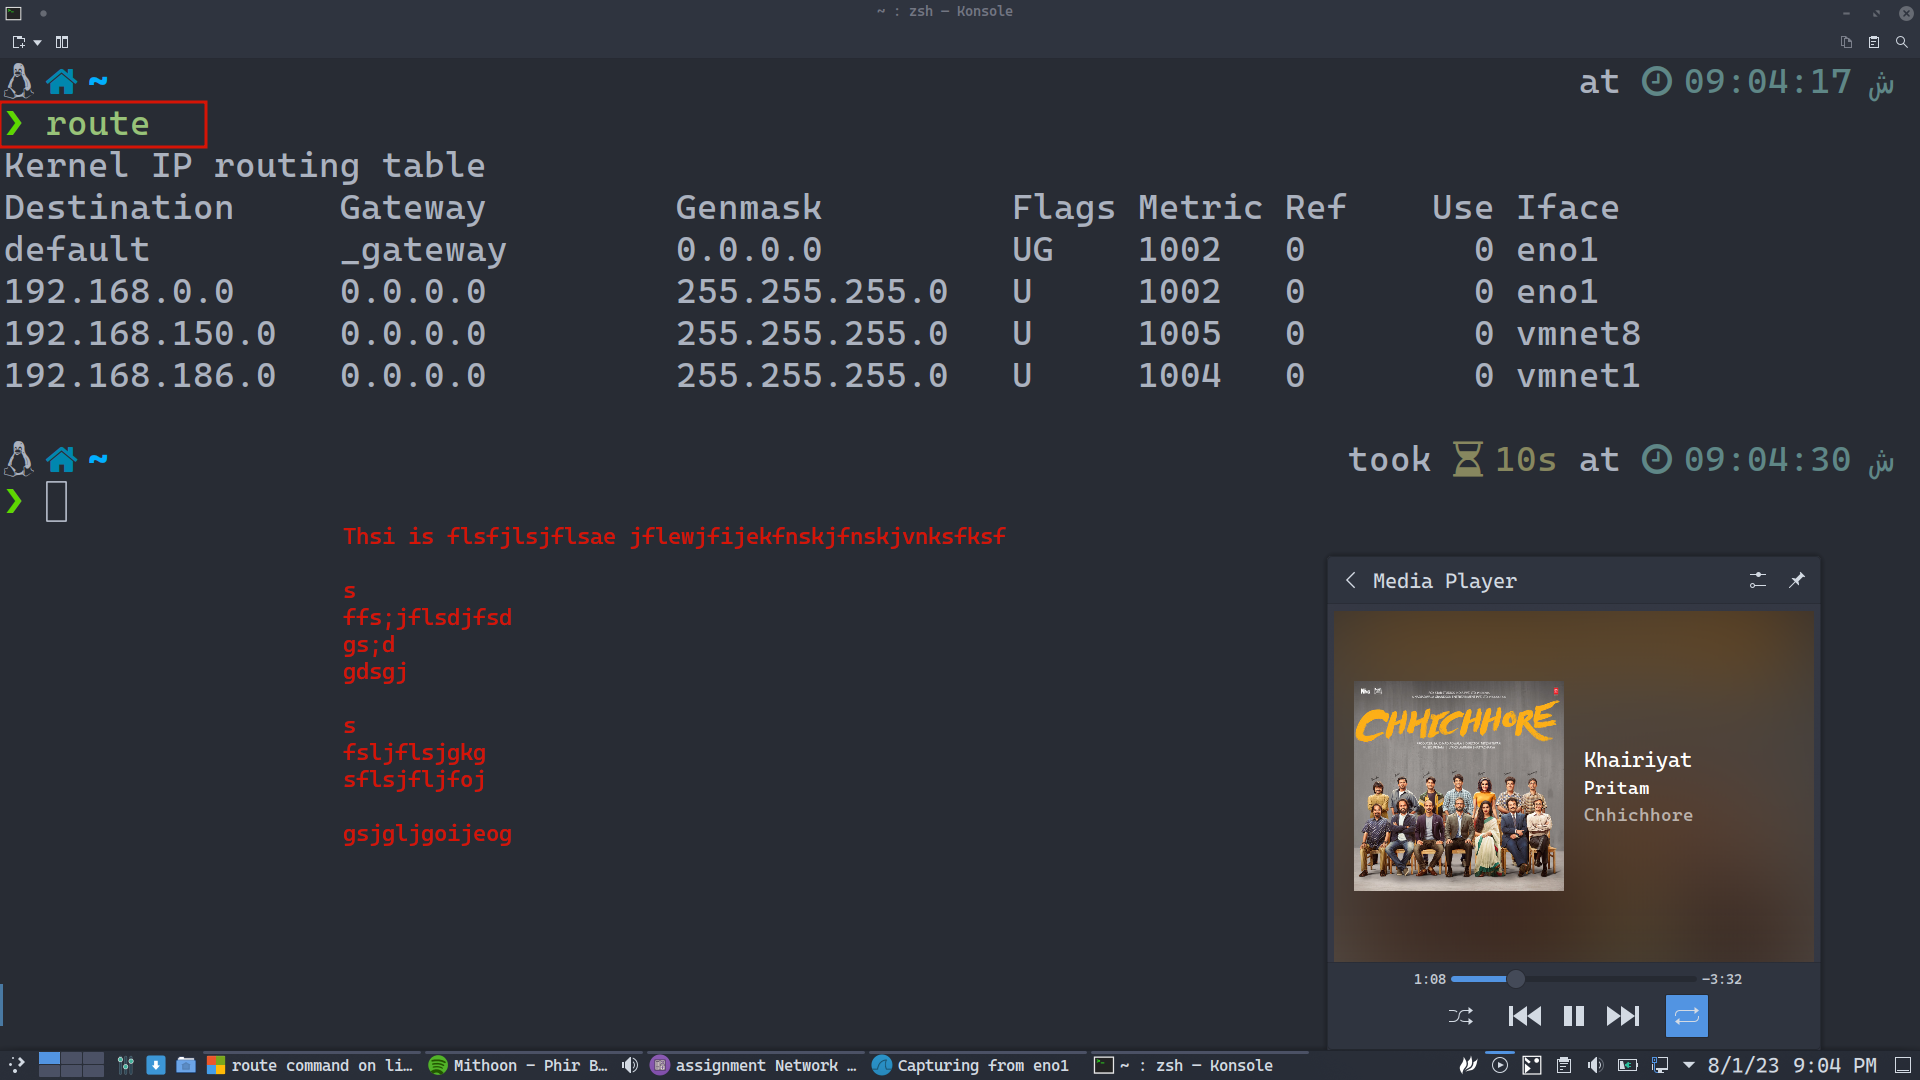 ~ : zsh — Konsole
~ at 09:04:17 ش
❯ route
Kernel IP routing table
Destination Gateway Genmask Flags Metric Ref Use Iface
default _gateway 0.0.0.0 UG 1002 0 0 eno1
192.168.0.0 0.0.0.0 255.255.255.0 U 1002 0 0 eno1
192.168.150.0 0.0.0.0 255.255.255.0 U 1005 0 0 vmnet8
192.168.186.0 0.0.0.0 255.255.255.0 U 1004 0 0 vmnet1
~ took 10s at 09:04:30 ش
❯
Thsi is flsfjlsjflsae jflewjfijekfnskjfnskjvnksfksf
s
ffs;jflsdjfsd
gs;d
gdsgj
s
fsljflsjgkg
sflsjfljfoj
gsjgljgoijeog
Media Player
CHHICHHORE
Khairiyat
Pritam
Chhichhore
1:08 -3:32
route command on li...
Mithoon - Phir B...
assignment Network ...
Capturing from eno1
~ : zsh — Konsole
8/1/23 9:04 PM